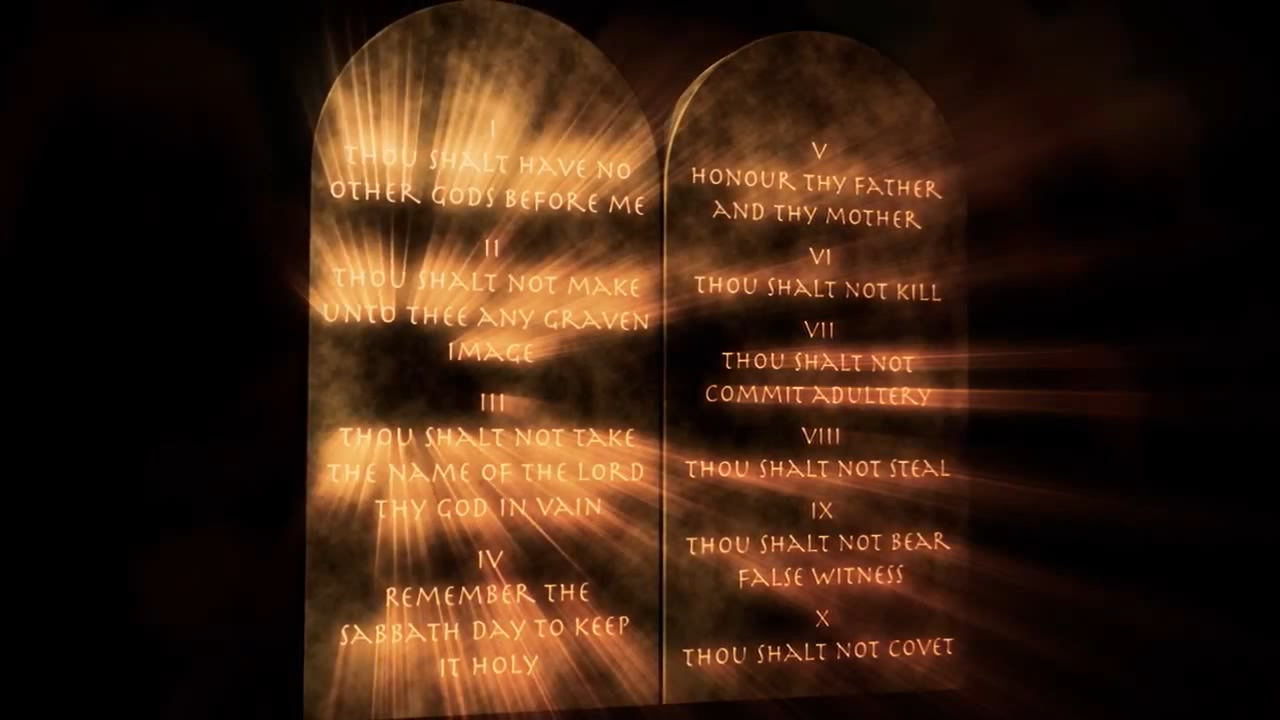 I
THOU SHALT HAVE NO
OTHER GODS BEFORE ME
II
THOU SHALT NOT MAKE
UNTO THEE ANY GRAVEN
IMAGE
III
THOU SHALT NOT TAKE
THE NAME OF THE LORD
THY GOD IN VAIN
IV
REMEMBER THE
SABBATH DAY TO KEEP
IT HOLY
V
HONOUR THY FATHER
AND THY MOTHER
VI
THOU SHALT NOT KILL
VII
THOU SHALT NOT
COMMIT ADULTERY
VIII
THOU SHALT NOT STEAL
IX
THOU SHALT NOT BEAR
FALSE WITNESS
X
THOU SHALT NOT COVET